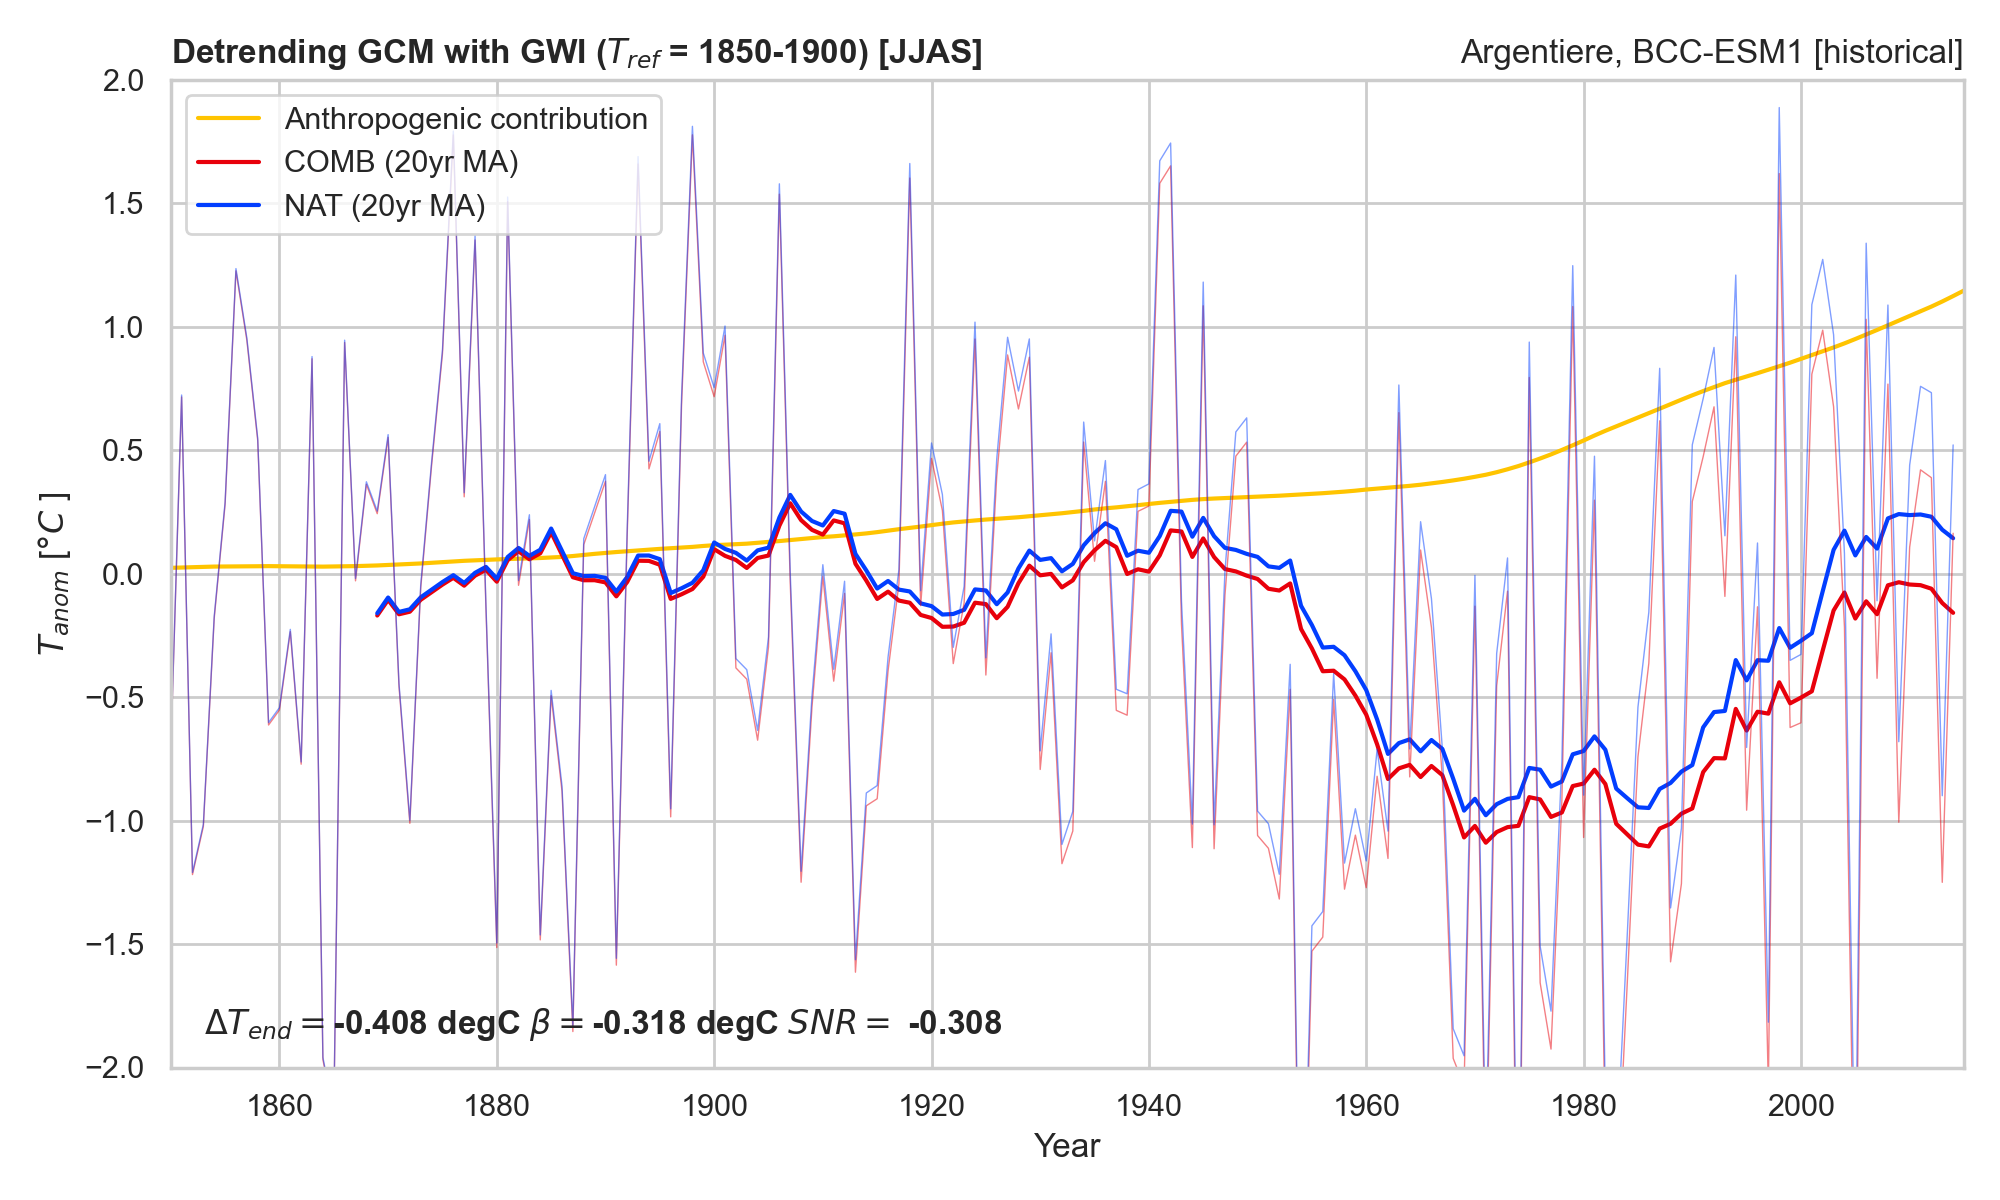 Detrending GCM with GWI (T_ref = 1850-1900) [JJAS]
Argentiere, BCC-ESM1 [historical]
Anthropogenic contribution
COMB (20yr MA)
NAT (20yr MA)
2.0
1.5
1.0
0.5
0.0
−0.5
−1.0
−1.5
−2.0
T_anom [°C]
ΔT_end = -0.408 degC β = -0.318 degC SNR = -0.308
1860 1880 1900 1920 1940 1960 1980 2000
Year